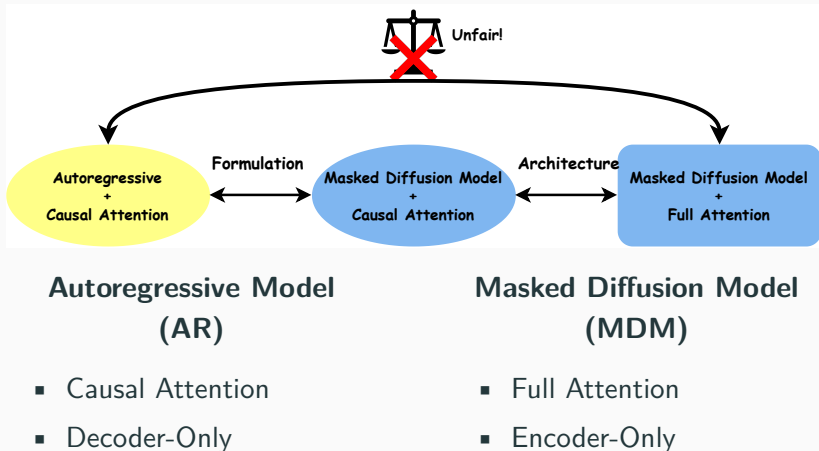 Unfair!
Formulation
Architecture
Autoregressive
+
Causal Attention
Masked Diffusion Model
+
Causal Attention
Masked Diffusion Model
+
Full Attention
Autoregressive Model
(AR)
▪ Causal Attention
▪ Decoder-Only
Masked Diffusion Model
(MDM)
▪ Full Attention
▪ Encoder-Only